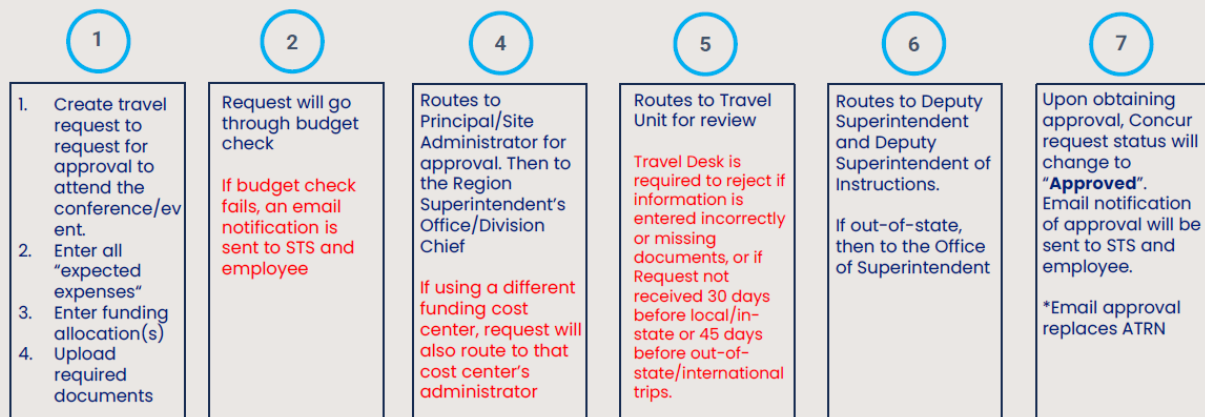 1
1. Create travel
request to
request for
approval to
attend the
conference/ev
ent.
2. Enter all
"expected
expenses"
3. Enter funding
allocation(s)
4. Upload
required
documents
2
Request will go
through budget
check
If budget check
fails, an email
notification is
sent to STS and
employee
4
Routes to
Principal/Site
Administrator for
approval. Then to
the Region
Superintendent's
Office/Division
Chief
If using a different
funding cost
center, request will
also route to that
cost center's
administrator
5
Routes to Travel
Unit for review
Travel Desk is
required to reject if
information is
entered incorrectly
or missing
documents, or if
Request not
received 30 days
before local/in-
state or 45 days
before out-of-
state/international
trips.
6
Routes to Deputy
Superintendent
and Deputy
Superintendent of
Instructions.
If out-of-state,
then to the Office
of Superintendent
7
Upon obtaining
approval, Concur
request status will
change to
"Approved".
Email notification
of approval will be
sent to STS and
employee.
*Email approval
replaces ATRN